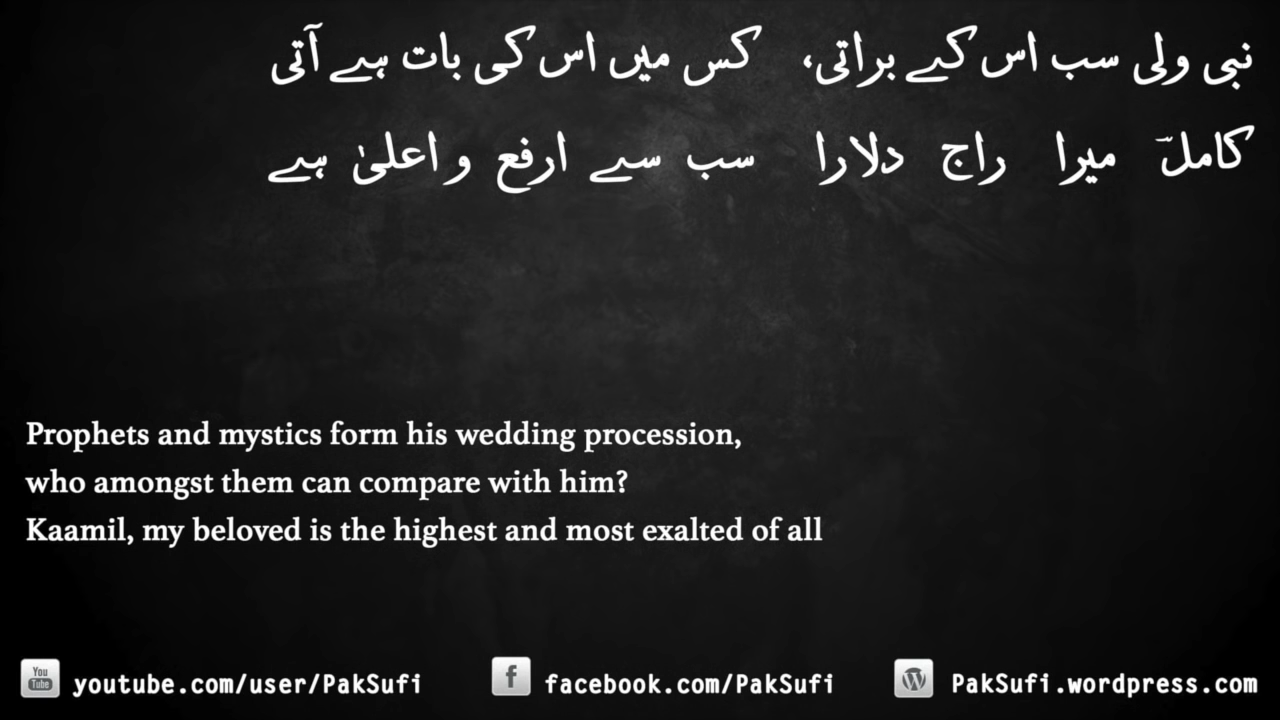 نبی ولی سب اس کے براتی، کس میں اس کی بات ہے آتی
کاملؔ میرا راج دلارا سب سے ارفع و اعلیٰ ہے
Prophets and mystics form his wedding procession,
who amongst them can compare with him?
Kaamil, my beloved is the highest and most exalted of all
You Tube youtube.com/user/PakSufi f facebook.com/PakSufi W PakSufi.wordpress.com